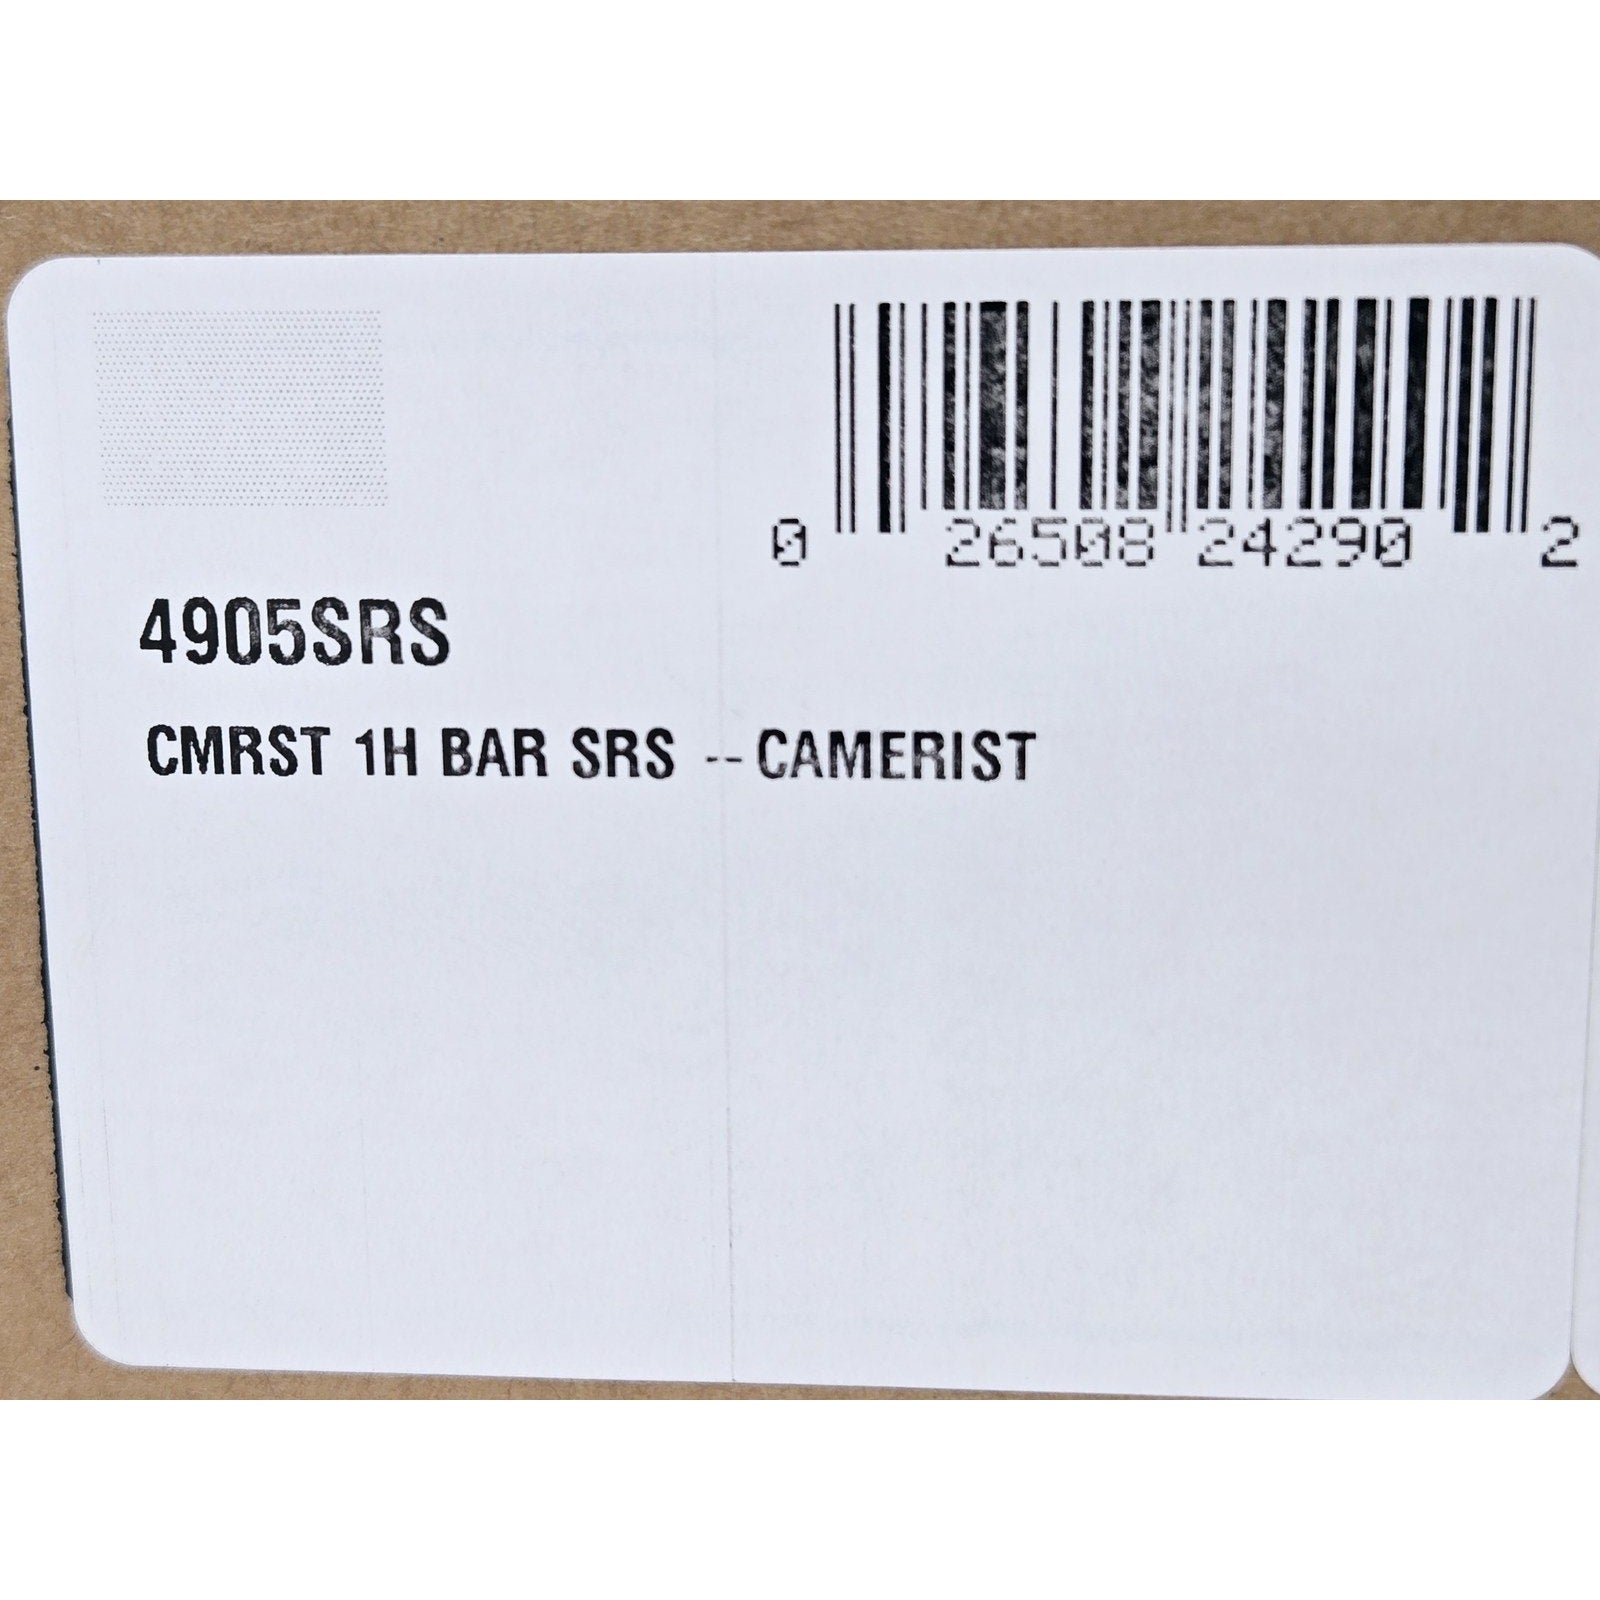 0 26508 24290 2
4905SRS
CMRST 1H BAR SRS -- CAMERIST